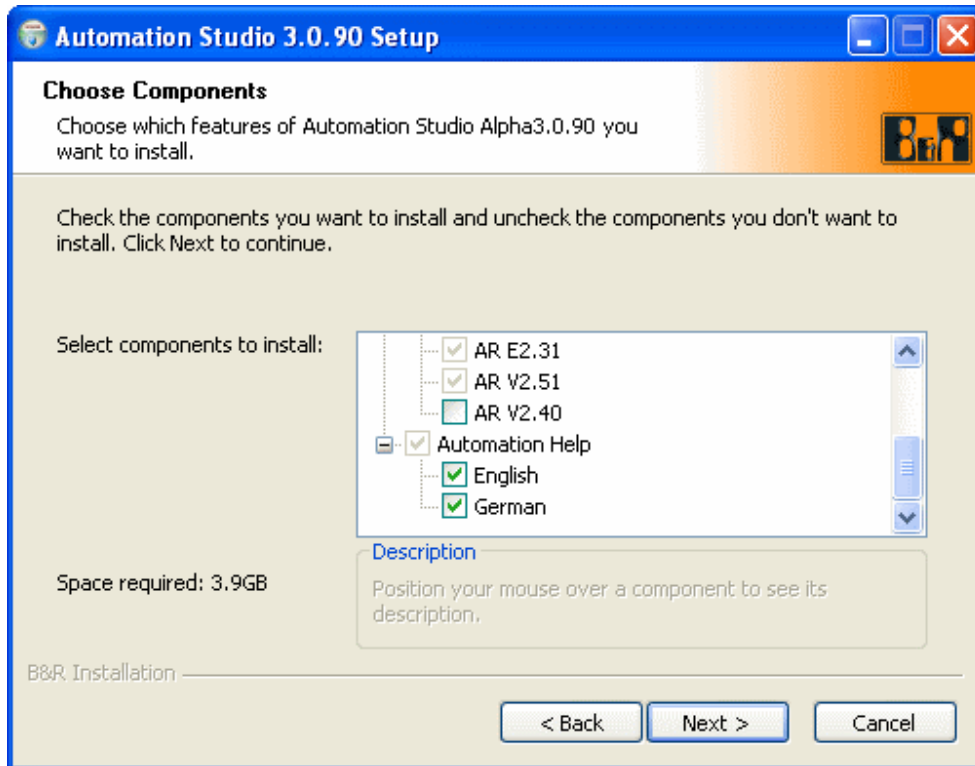 Automation Studio 3.0.90 Setup
Choose Components
Choose which features of Automation Studio Alpha3.0.90 you
want to install.
B&R
Check the components you want to install and uncheck the components you don't want to
install. Click Next to continue.
Select components to install:
AR E2.31
AR V2.51
AR V2.40
Automation Help
English
German
Space required: 3.9GB
Description
Position your mouse over a component to see its
description.
B&R Installation
< Back
Next >
Cancel